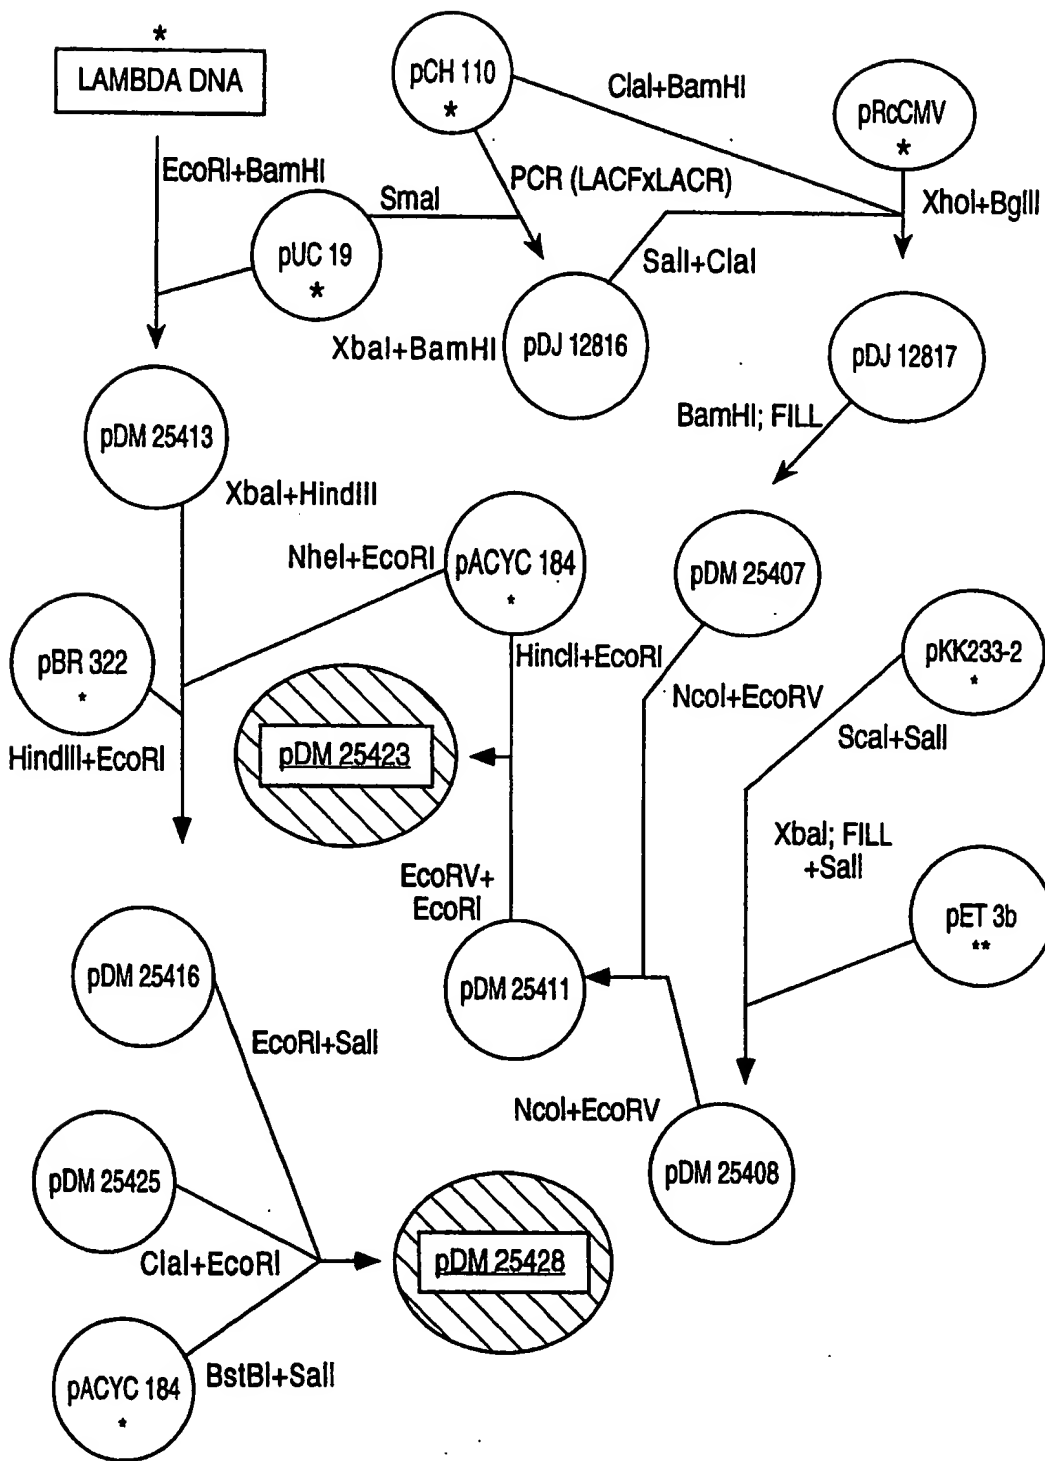 *
LAMBDA DNA
pCH 110
*
ClaI+BamHI
pRcCMV
*
EcoRI+BamHI
SmaI
PCR (LACFxLACR)
XhoI+BglII
pUC 19
*
SalI+ClaI
XbaI+BamHI
pDJ 12816
pDJ 12817
BamHI; FILL
pDM 25413
XbaI+HindIII
NheI+EcoRI
pACYC 184
*
pDM 25407
pBR 322
*
HincII+EcoRI
pKK233-2
*
NcoI+EcoRV
HindIII+EcoRI
pDM 25423
ScaI+SalI
XbaI; FILL
+SalI
EcoRV+
EcoRI
pET 3b
**
pDM 25416
pDM 25411
EcoRI+SalI
NcoI+EcoRV
pDM 25425
pDM 25408
ClaI+EcoRI
pDM 25428
pACYC 184
*
BstBI+SalI